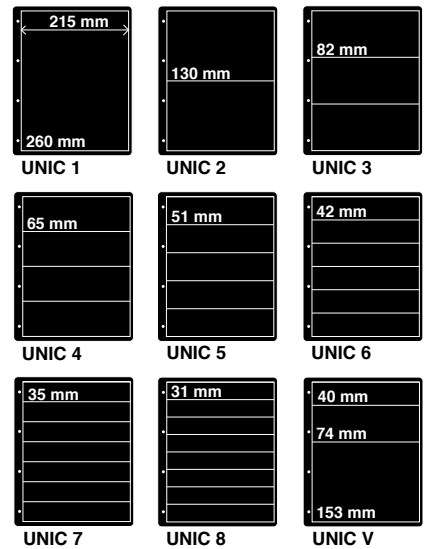 215 mm
260 mm
UNIC 1
130 mm
UNIC 2
82 mm
UNIC 3
65 mm
UNIC 4
51 mm
UNIC 5
42 mm
UNIC 6
35 mm
UNIC 7
31 mm
UNIC 8
40 mm
74 mm
153 mm
UNIC V